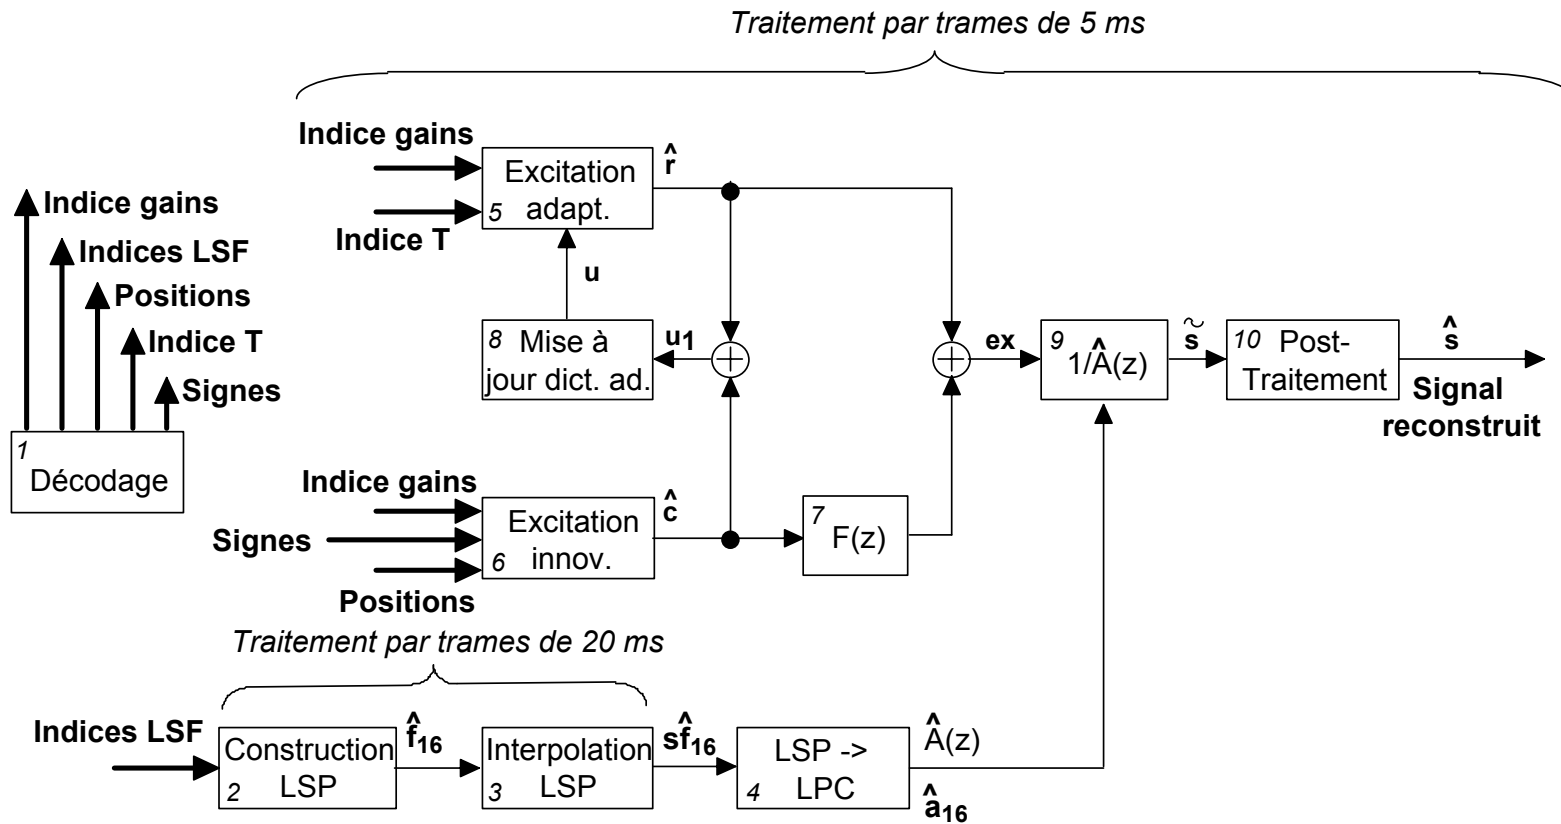 Traitement par trames de 5 ms
Indice gains
Indice T
Excitation
adapt.
5
r̂
u
Indice gains
Indices LSF
Positions
Indice T
Signes
1
Décodage
8
Mise à
jour dict. ad.
u1
+
+
ex
9
1/Â(z)
s̃
10
Post-
Traitement
ŝ
Signal
reconstruit
Indice gains
Signes
Positions
Excitation
innov.
6
ĉ
7
F(z)
Traitement par trames de 20 ms
Indices LSF
Construction
LSP
2
f̂16
Interpolation
LSP
3
sf̂16
LSP ->
LPC
4
Â(z)
â16